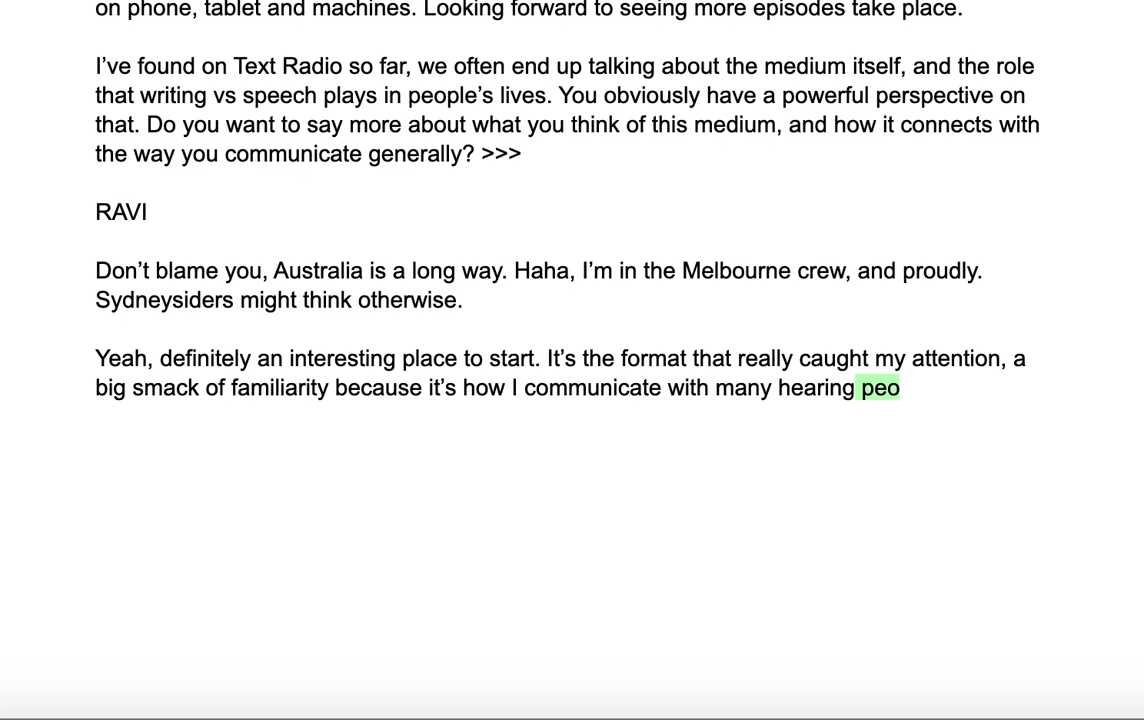 on phone, tablet and machines. Looking forward to seeing more episodes take place.
I’ve found on Text Radio so far, we often end up talking about the medium itself, and the role
that writing vs speech plays in people’s lives. You obviously have a powerful perspective on
that. Do you want to say more about what you think of this medium, and how it connects with
the way you communicate generally? >>>
RAVI
Don’t blame you, Australia is a long way. Haha, I’m in the Melbourne crew, and proudly.
Sydneysiders might think otherwise.
Yeah, definitely an interesting place to start. It’s the format that really caught my attention, a
big smack of familiarity because it’s how I communicate with many hearing peo